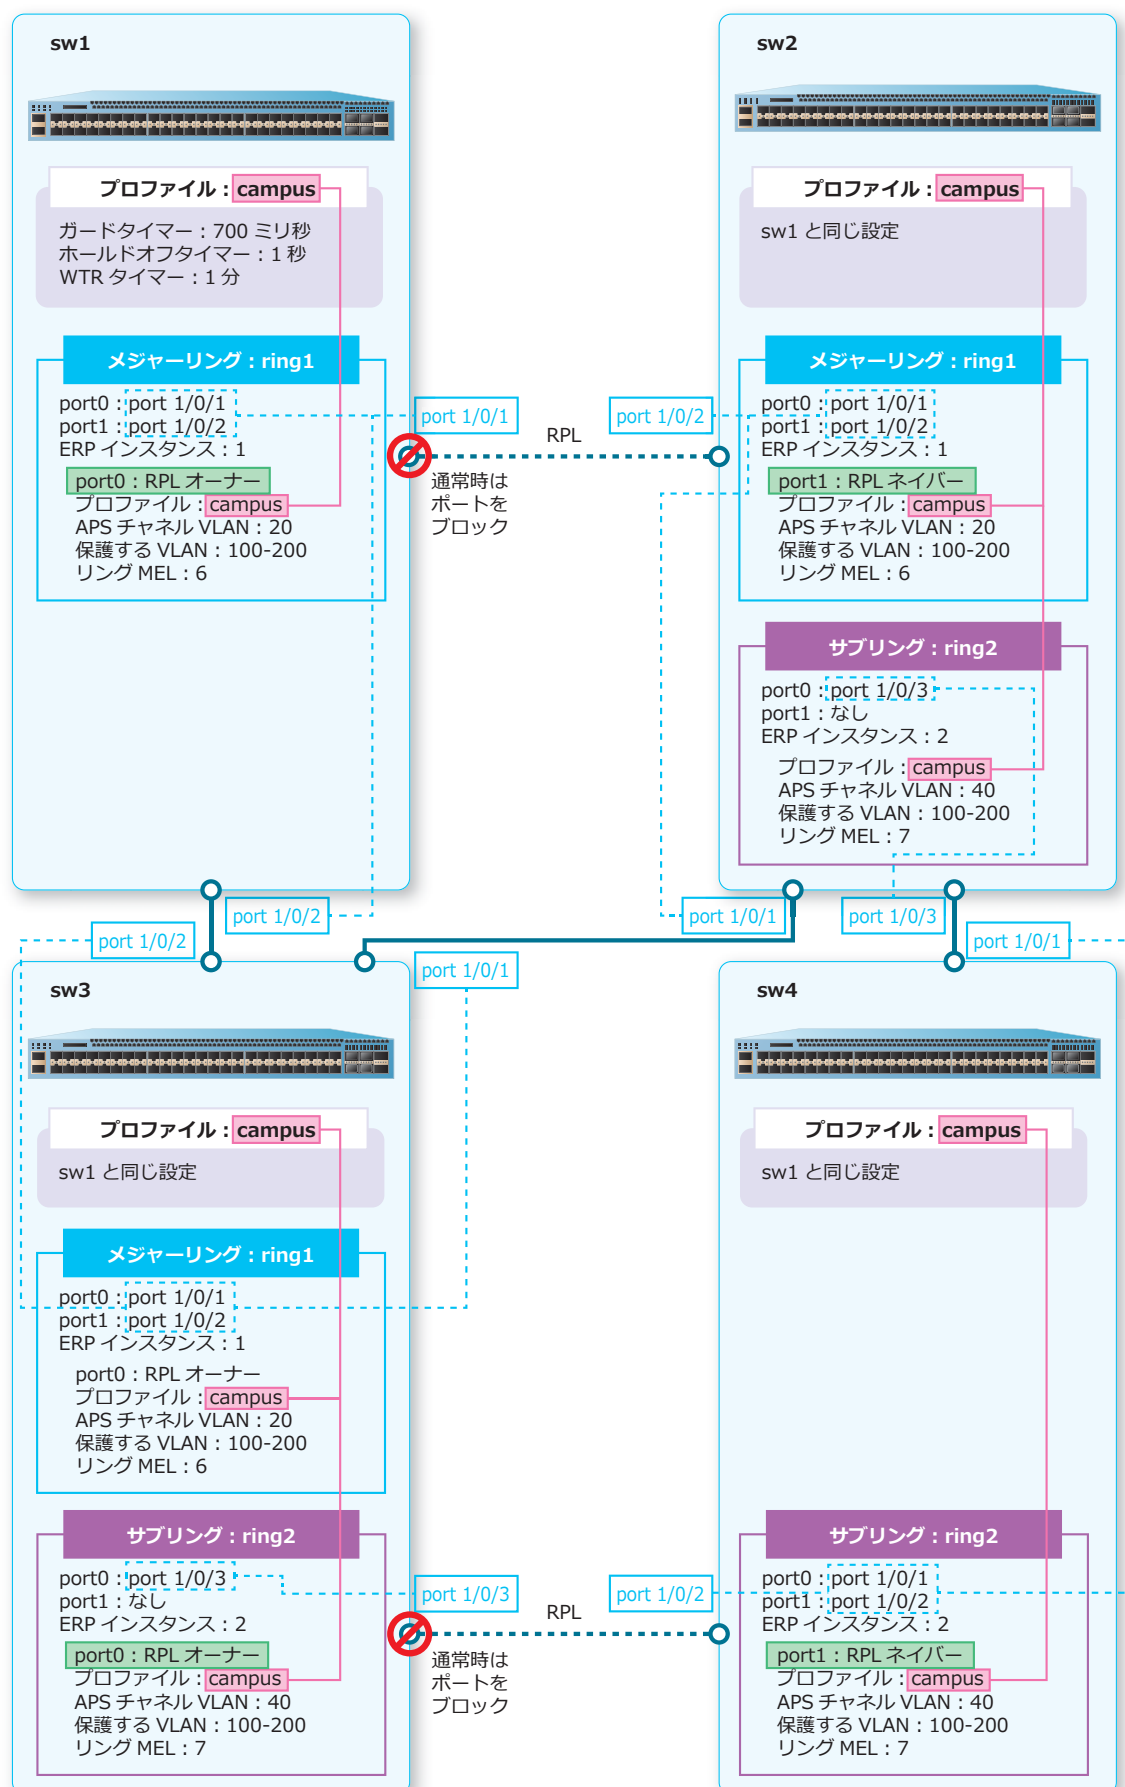 sw1
プロファイル：campus
ガードタイマー：700 ミリ秒
ホールドオフタイマー：1 秒
WTR タイマー：1 分
メジャーリング：ring1
port0：port 1/0/1
port1：port 1/0/2
ERP インスタンス：1
port0：RPL オーナー
プロファイル：campus
APS チャネル VLAN：20
保護する VLAN：100-200
リング MEL：6
port 1/0/1
RPL
port 1/0/2
通常時は
ポートを
ブロック
sw2
プロファイル：campus
sw1 と同じ設定
メジャーリング：ring1
port0：port 1/0/1
port1：port 1/0/2
ERP インスタンス：1
port1：RPL ネイバー
プロファイル：campus
APS チャネル VLAN：20
保護する VLAN：100-200
リング MEL：6
サブリング：ring2
port0：port 1/0/3
port1：なし
ERP インスタンス：2
プロファイル：campus
APS チャネル VLAN：40
保護する VLAN：100-200
リング MEL：7
port 1/0/2
port 1/0/2
port 1/0/1
port 1/0/1
port 1/0/3
port 1/0/1
sw3
プロファイル：campus
sw1 と同じ設定
メジャーリング：ring1
port0：port 1/0/1
port1：port 1/0/2
ERP インスタンス：1
port0：RPL オーナー
プロファイル：campus
APS チャネル VLAN：20
保護する VLAN：100-200
リング MEL：6
サブリング：ring2
port0：port 1/0/3
port1：なし
ERP インスタンス：2
port0：RPL オーナー
プロファイル：campus
APS チャネル VLAN：40
保護する VLAN：100-200
リング MEL：7
port 1/0/3
RPL
port 1/0/2
通常時は
ポートを
ブロック
sw4
プロファイル：campus
sw1 と同じ設定
サブリング：ring2
port0：port 1/0/1
port1：port 1/0/2
ERP インスタンス：2
port1：RPL ネイバー
プロファイル：campus
APS チャネル VLAN：40
保護する VLAN：100-200
リング MEL：7